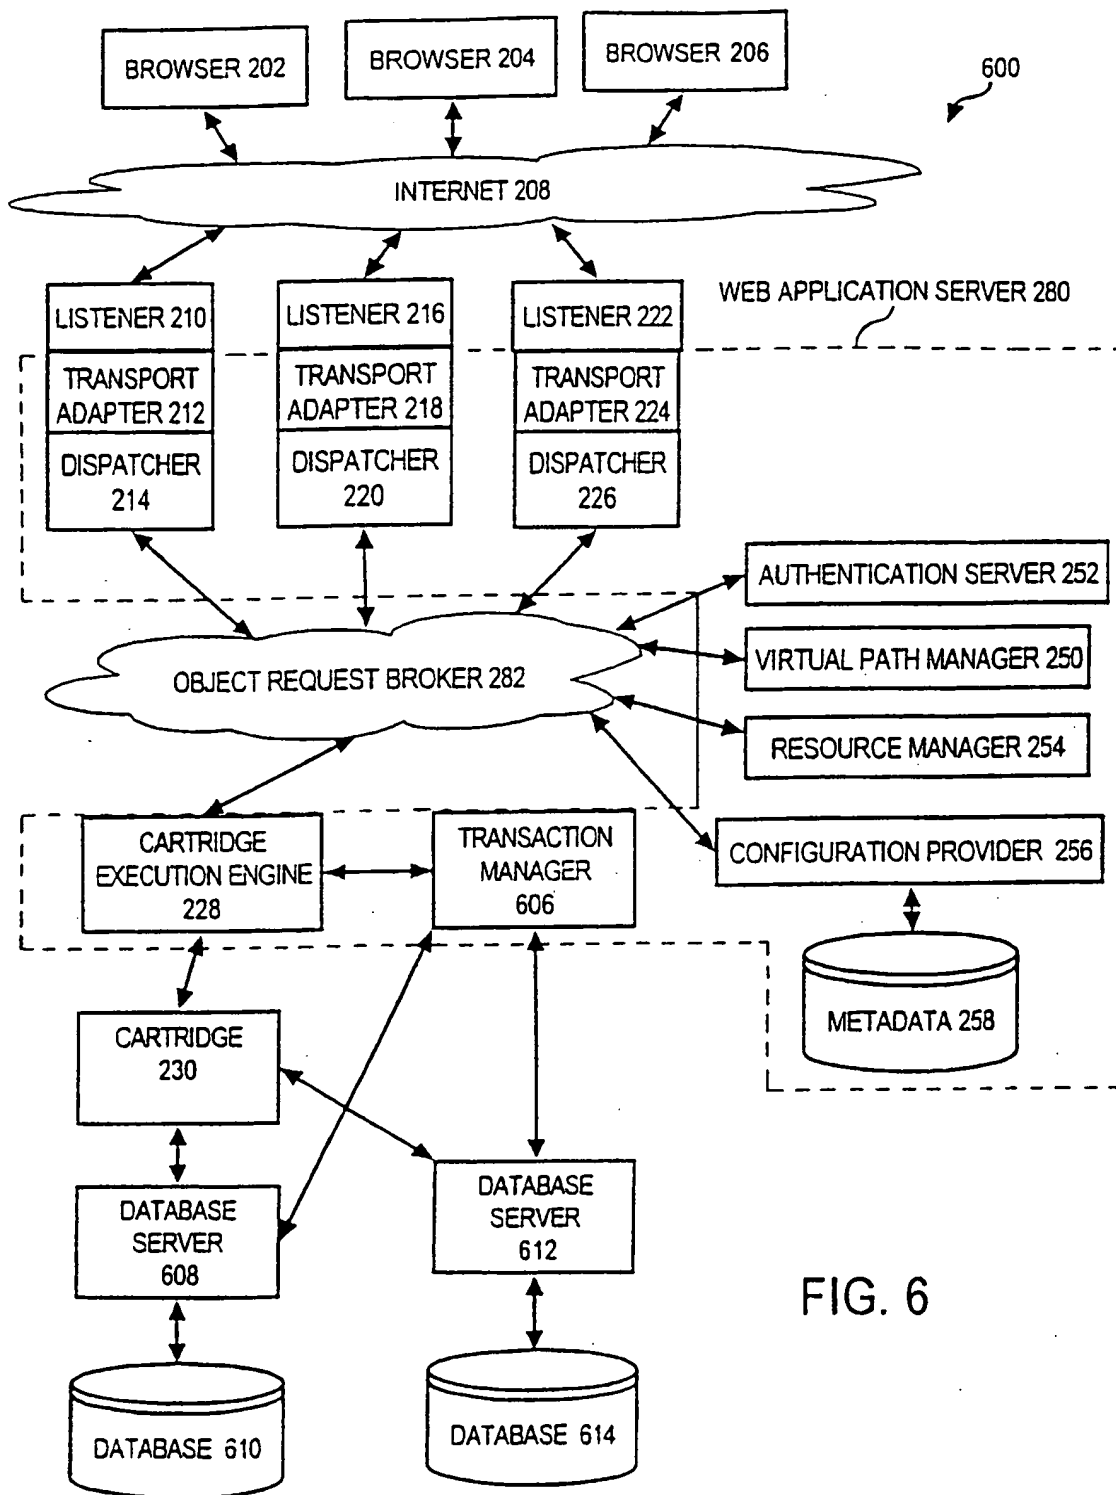 BROWSER 202
BROWSER 204
BROWSER 206
600
INTERNET 208
WEB APPLICATION SERVER 280
LISTENER 210
LISTENER 216
LISTENER 222
TRANSPORT
ADAPTER 212
TRANSPORT
ADAPTER 218
TRANSPORT
ADAPTER 224
DISPATCHER
214
DISPATCHER
220
DISPATCHER
226
AUTHENTICATION SERVER 252
VIRTUAL PATH MANAGER 250
OBJECT REQUEST BROKER 282
RESOURCE MANAGER 254
CARTRIDGE
EXECUTION ENGINE
228
TRANSACTION
MANAGER
606
CONFIGURATION PROVIDER 256
METADATA 258
CARTRIDGE
230
DATABASE
SERVER
608
DATABASE
SERVER
612
FIG. 6
DATABASE 610
DATABASE 614